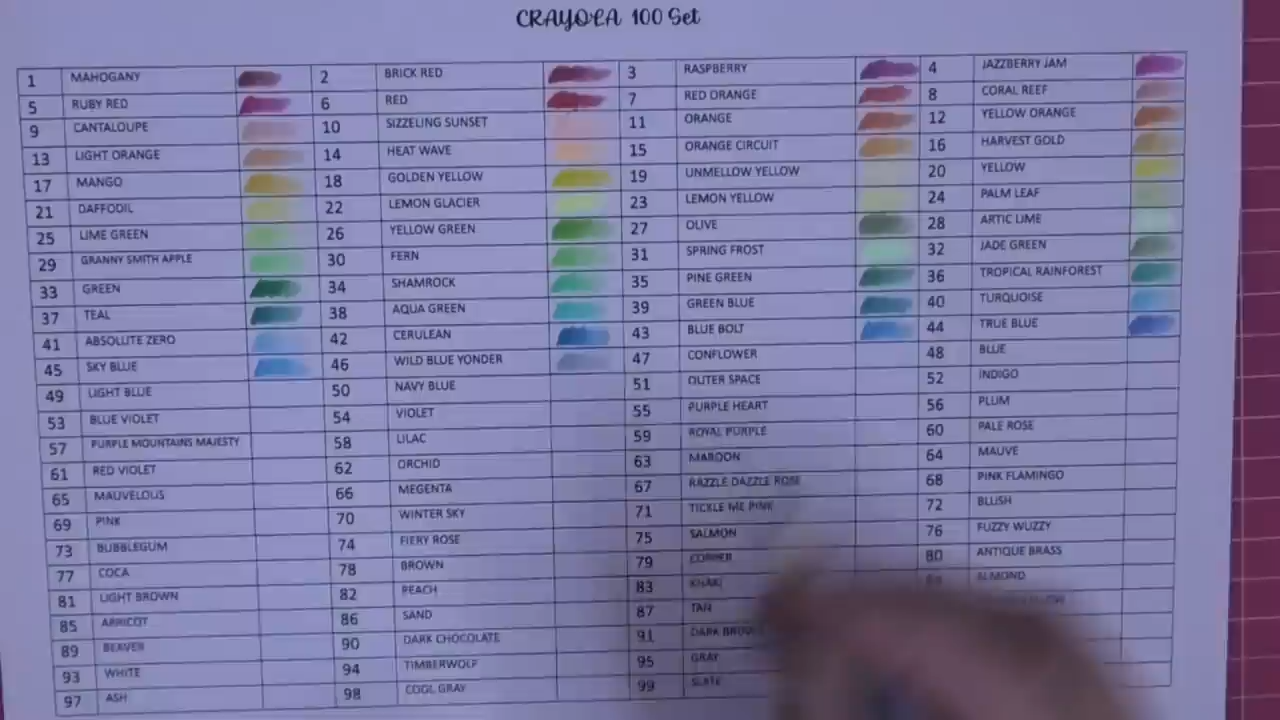 CRAYOLA 100 Set
1 MAHOGANY 2 BRICK RED 3 RASPBERRY 4 JAZZBERRY JAM
5 RUBY RED 6 RED 7 RED ORANGE 8 CORAL REEF
9 CANTALOUPE 10 SIZZELING SUNSET 11 ORANGE 12 YELLOW ORANGE
13 LIGHT ORANGE 14 HEAT WAVE 15 ORANGE CIRCUIT 16 HARVEST GOLD
17 MANGO 18 GOLDEN YELLOW 19 UNMELLOW YELLOW 20 YELLOW
21 DAFFODIL 22 LEMON GLACIER 23 LEMON YELLOW 24 PALM LEAF
25 LIME GREEN 26 YELLOW GREEN 27 OLIVE 28 ARTIC LIME
29 GRANNY SMITH APPLE 30 FERN 31 SPRING FROST 32 JADE GREEN
33 GREEN 34 SHAMROCK 35 PINE GREEN 36 TROPICAL RAINFOREST
37 TEAL 38 AQUA GREEN 39 GREEN BLUE 40 TURQUOISE
41 ABSOLUTE ZERO 42 CERULEAN 43 BLUE BOLT 44 TRUE BLUE
45 SKY BLUE 46 WILD BLUE YONDER 47 CONFLOWER 48 BLUE
49 LIGHT BLUE 50 NAVY BLUE 51 OUTER SPACE 52 INDIGO
53 BLUE VIOLET 54 VIOLET 55 PURPLE HEART 56 PLUM
57 PURPLE MOUNTAINS MAJESTY 58 LILAC 59 ROYAL PURPLE 60 PALE ROSE
61 RED VIOLET 62 ORCHID 63 MAROON 64 MAUVE
65 MAUVELOUS 66 MEGENTA 67 RAZZLE DAZZLE ROSE 68 PINK FLAMINGO
69 PINK 70 WINTER SKY 71 TICKLE ME PINK 72 BLUSH
73 BUBBLEGUM 74 FIERY ROSE 75 SALMON 76 FUZZY WUZZY
77 COCA 78 BROWN 79 COPPER 80 ANTIQUE BRASS
81 LIGHT BROWN 82 PEACH 83 KHAKI ALMOND
85 APRICOT 86 SAND 87 TAN
89 BEAVER 90 DARK CHOCOLATE 91 DARK BROWN
93 WHITE 94 TIMBERWOLF 95 GRAY
97 ASH 98 COOL GRAY 99 SLATE